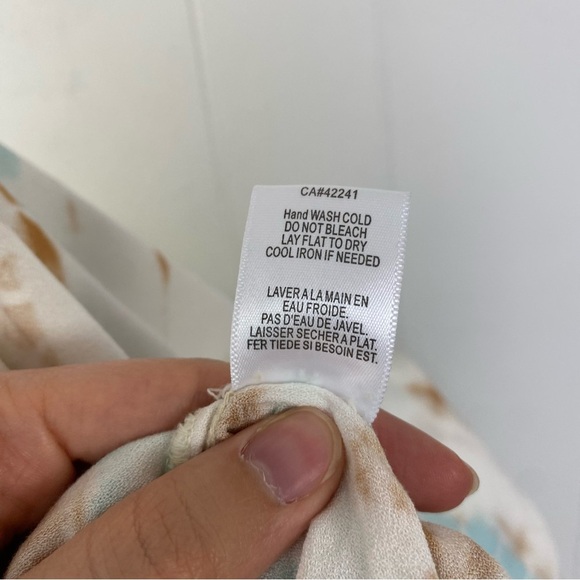 CA#42241
Hand WASH COLD
DO NOT BLEACH
LAY FLAT TO DRY
COOL IRON IF NEEDED
LAVER A LA MAIN EN
EAU FROIDE.
PAS D'EAU DE JAVEL.
LAISSER SECHER A PLAT.
FER TIEDE SI BESOIN EST.